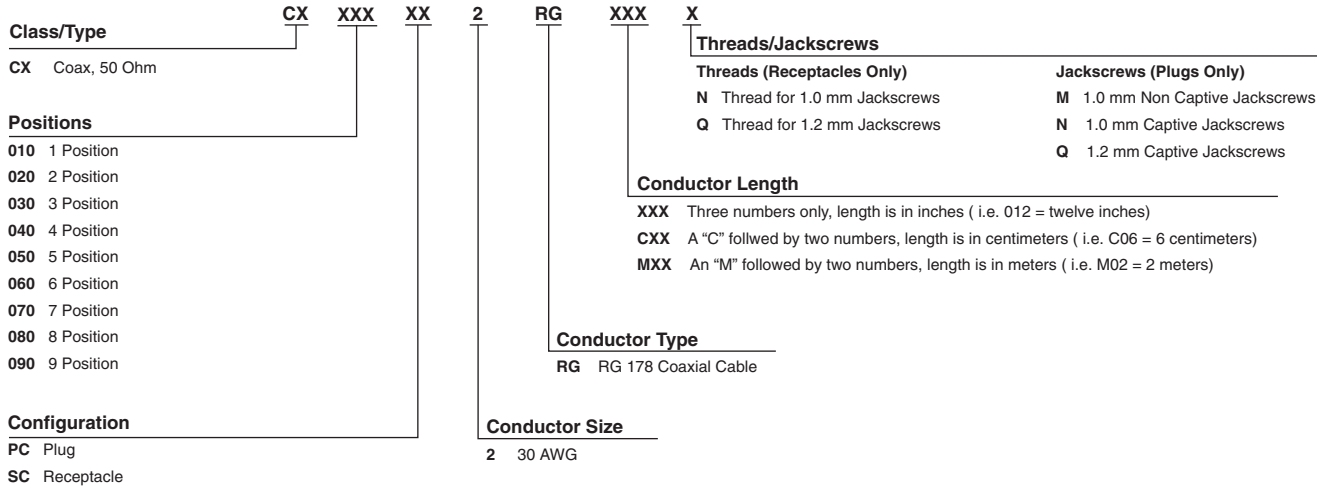 CX XXX XX 2 RG XXX X
Class/Type
CX Coax, 50 Ohm
Positions
010 1 Position
020 2 Position
030 3 Position
040 4 Position
050 5 Position
060 6 Position
070 7 Position
080 8 Position
090 9 Position
Configuration
PC Plug
SC Receptacle
Threads/Jackscrews
Threads (Receptacles Only)
N Thread for 1.0 mm Jackscrews
Q Thread for 1.2 mm Jackscrews
Jackscrews (Plugs Only)
M 1.0 mm Non Captive Jackscrews
N 1.0 mm Captive Jackscrews
Q 1.2 mm Captive Jackscrews
Conductor Length
XXX Three numbers only, length is in inches ( i.e. 012 = twelve inches)
CXX A “C” follwed by two numbers, length is in centimeters ( i.e. C06 = 6 centimeters)
MXX An “M” followed by two numbers, length is in meters ( i.e. M02 = 2 meters)
Conductor Type
RG RG 178 Coaxial Cable
Conductor Size
2 30 AWG